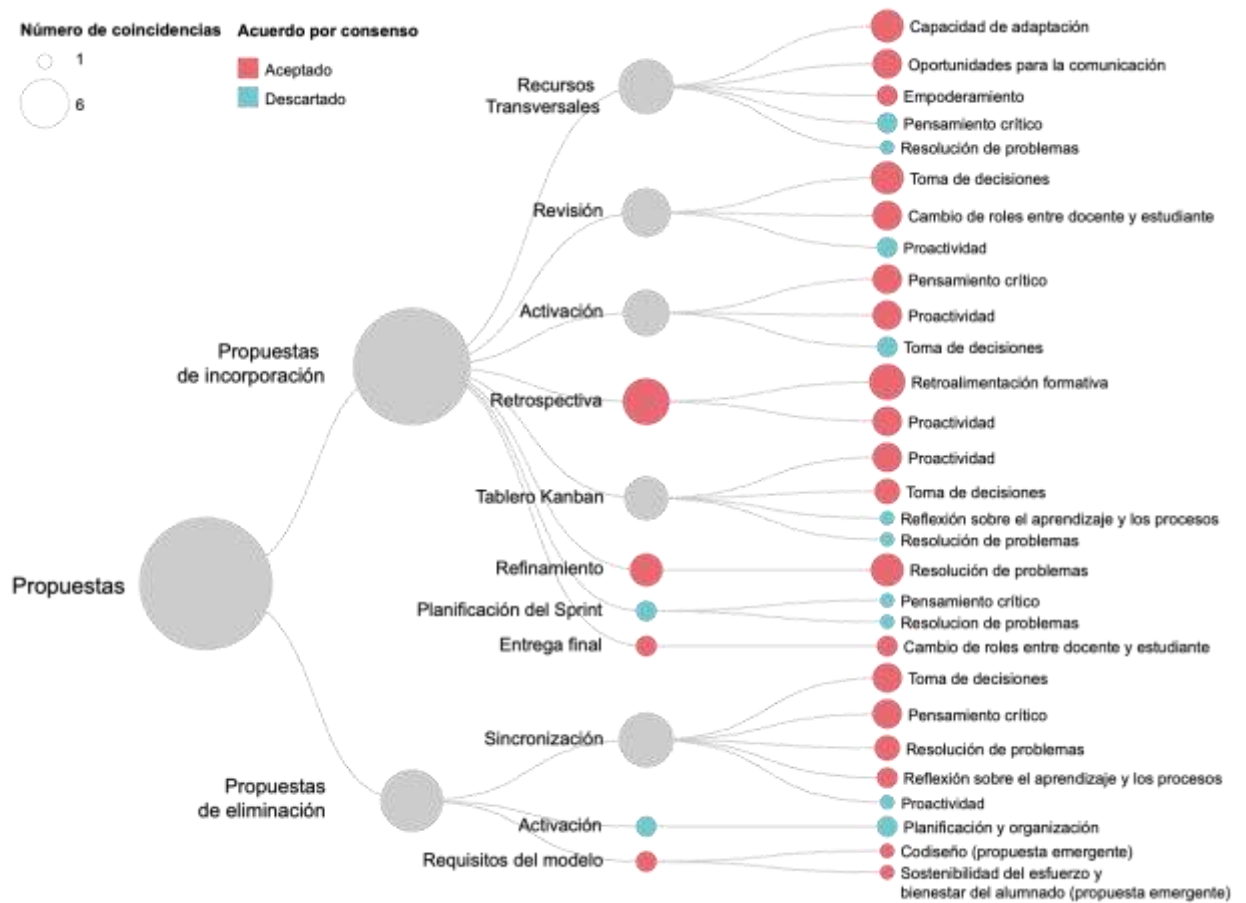 Número de coincidencias
1
6
Acuerdo por consenso
Aceptado
Descartado
Propuestas
Propuestas
de incorporación
Recursos
Transversales
Capacidad de adaptación
Oportunidades para la comunicación
Empoderamiento
Pensamiento crítico
Resolución de problemas
Revisión
Toma de decisiones
Cambio de roles entre docente y estudiante
Proactividad
Activación
Pensamiento crítico
Proactividad
Toma de decisiones
Retrospectiva
Retroalimentación formativa
Proactividad
Tablero Kanban
Proactividad
Toma de decisiones
Reflexión sobre el aprendizaje y los procesos
Resolución de problemas
Refinamiento
Resolución de problemas
Planificación del Sprint
Pensamiento crítico
Resolucion de problemas
Entrega final
Cambio de roles entre docente y estudiante
Propuestas
de eliminación
Sincronización
Toma de decisiones
Pensamiento crítico
Resolución de problemas
Reflexión sobre el aprendizaje y los procesos
Proactividad
Activación
Planificación y organización
Requisitos del modelo
Codiseño (propuesta emergente)
Sostenibilidad del esfuerzo y
bienestar del alumnado (propuesta emergente)